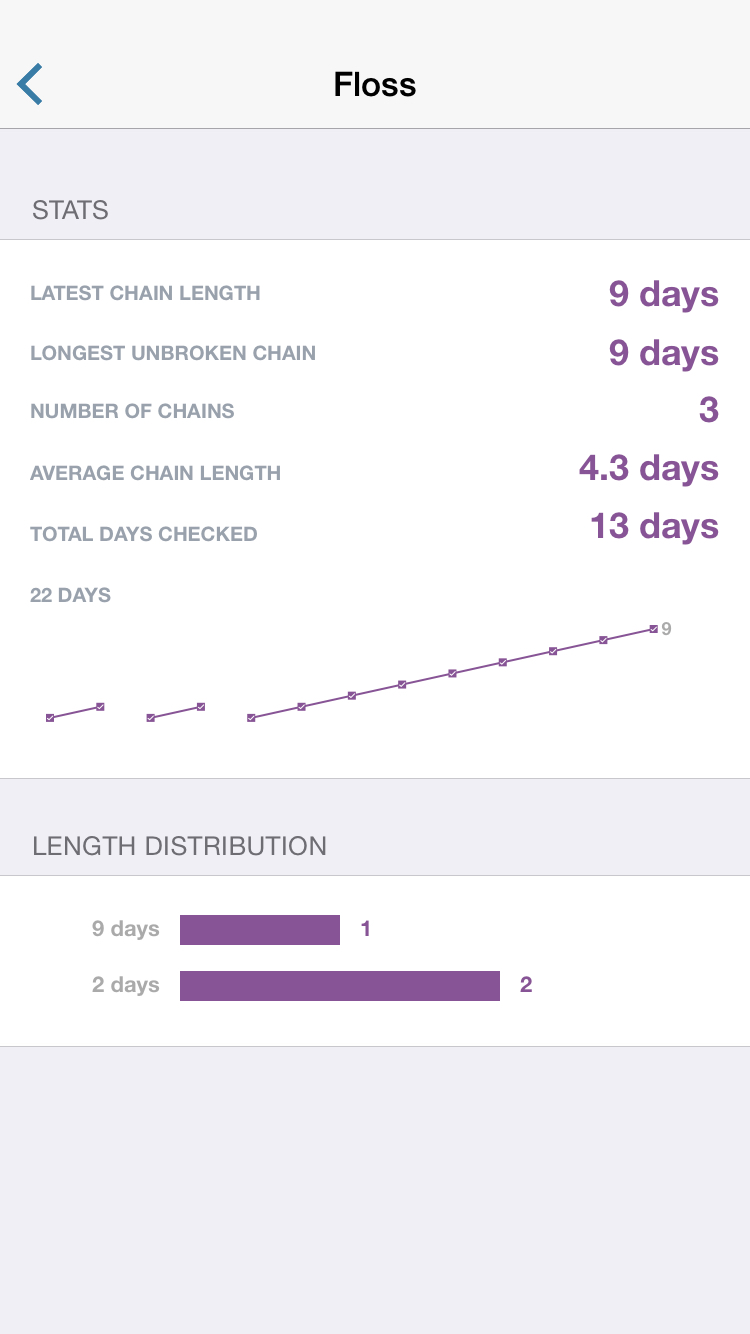 Floss
STATS
LATEST CHAIN LENGTH 9 days
LONGEST UNBROKEN CHAIN 9 days
NUMBER OF CHAINS 3
AVERAGE CHAIN LENGTH 4.3 days
TOTAL DAYS CHECKED 13 days
22 DAYS
9
LENGTH DISTRIBUTION
9 days 1
2 days 2